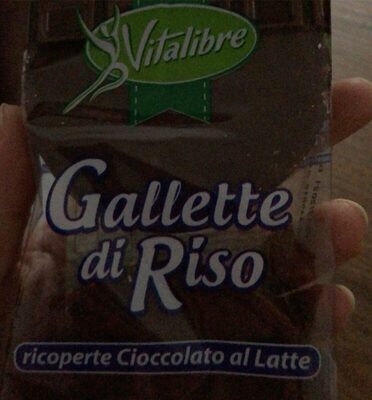 Vitalibre
Gallette
di Riso
ricoperte Cioccolato al Latte